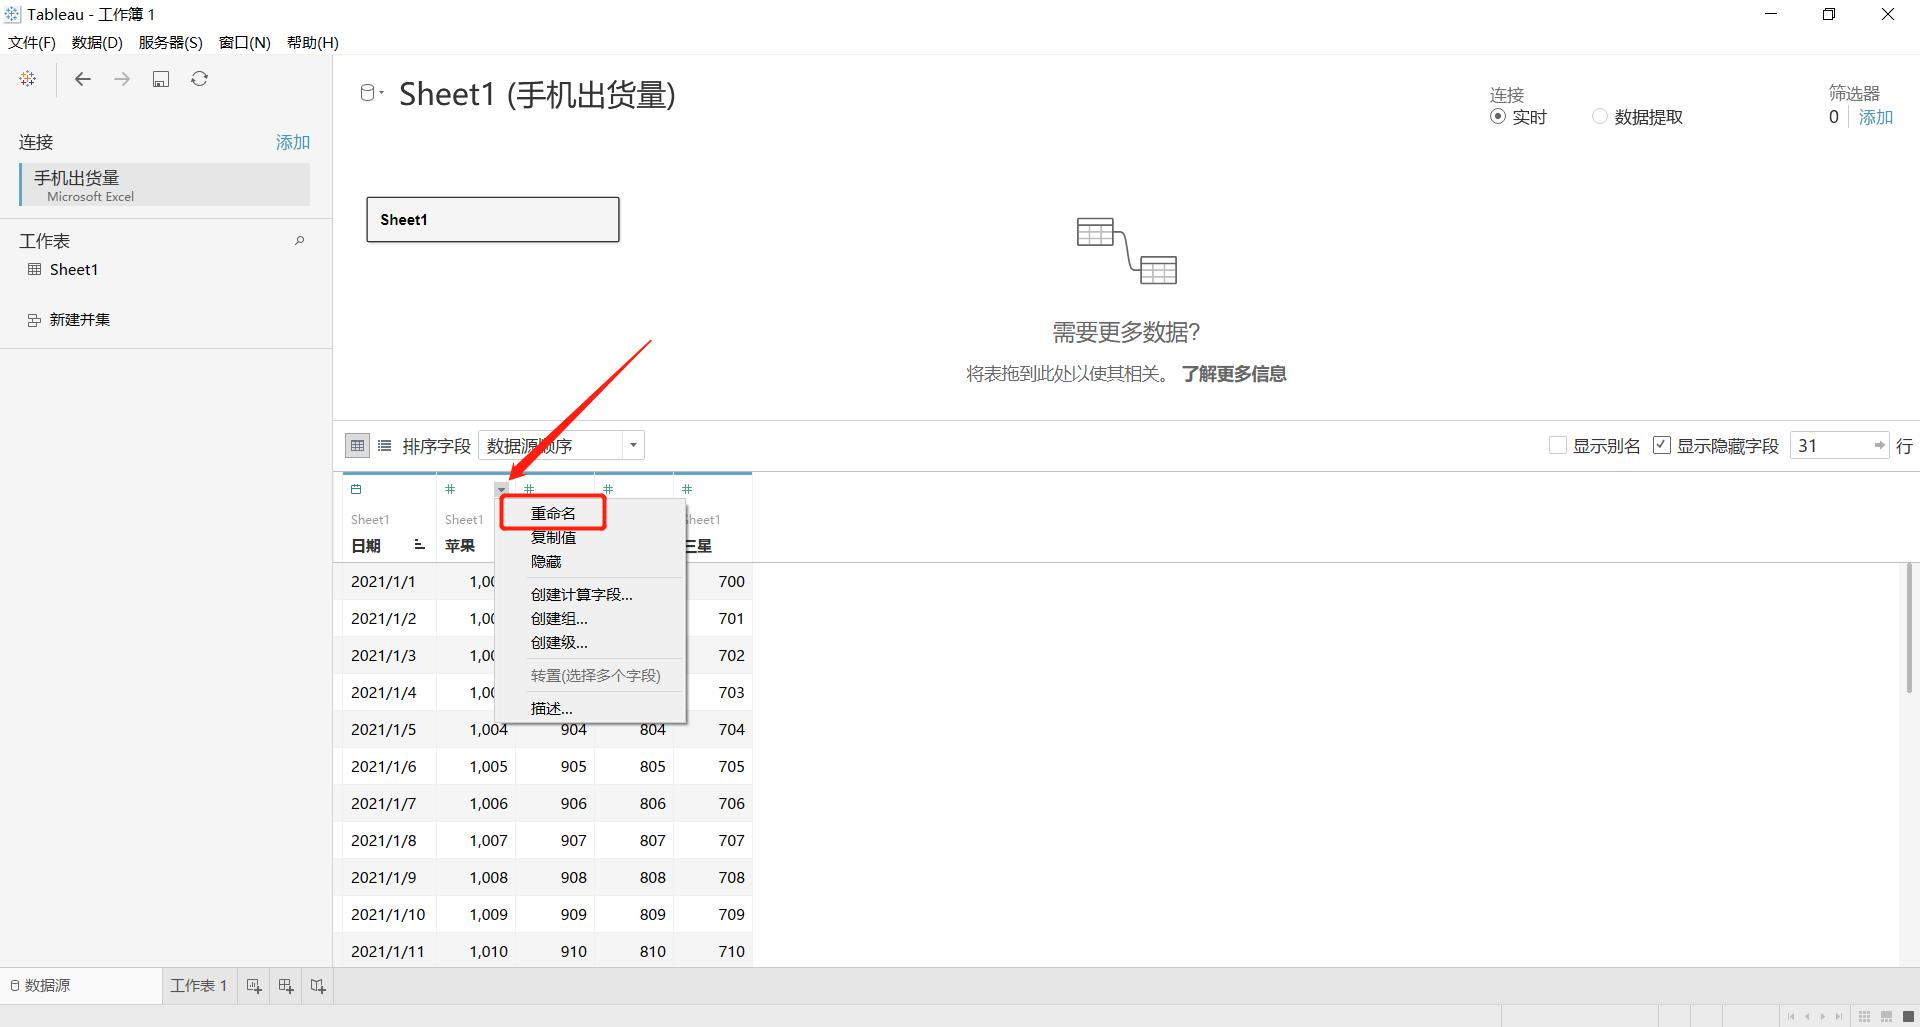 Tableau - 工作簿 1
文件(F) 数据(D) 服务器(S) 窗口(N) 帮助(H)
连接 添加
手机出货量
Microsoft Excel
工作表
Sheet1
新建并集
Sheet1 (手机出货量)
连接
实时 数据提取
筛选器
0 添加
Sheet1
需要更多数据?
将表拖到此处以使其相关。 了解更多信息
排序字段 数据源顺序
显示别名 显示隐藏字段 31 行
Sheet1 Sheet1 heet1
日期 苹果 三星
重命名
复制值
隐藏
创建计算字段...
创建组...
创建级...
转置(选择多个字段)
描述...
2021/1/1 1,00 700
2021/1/2 1,00 701
2021/1/3 1,00 702
2021/1/4 1,00 703
2021/1/5 1,004 904 804 704
2021/1/6 1,005 905 805 705
2021/1/7 1,006 906 806 706
2021/1/8 1,007 907 807 707
2021/1/9 1,008 908 808 708
2021/1/10 1,009 909 809 709
2021/1/11 1,010 910 810 710
数据源 工作表 1